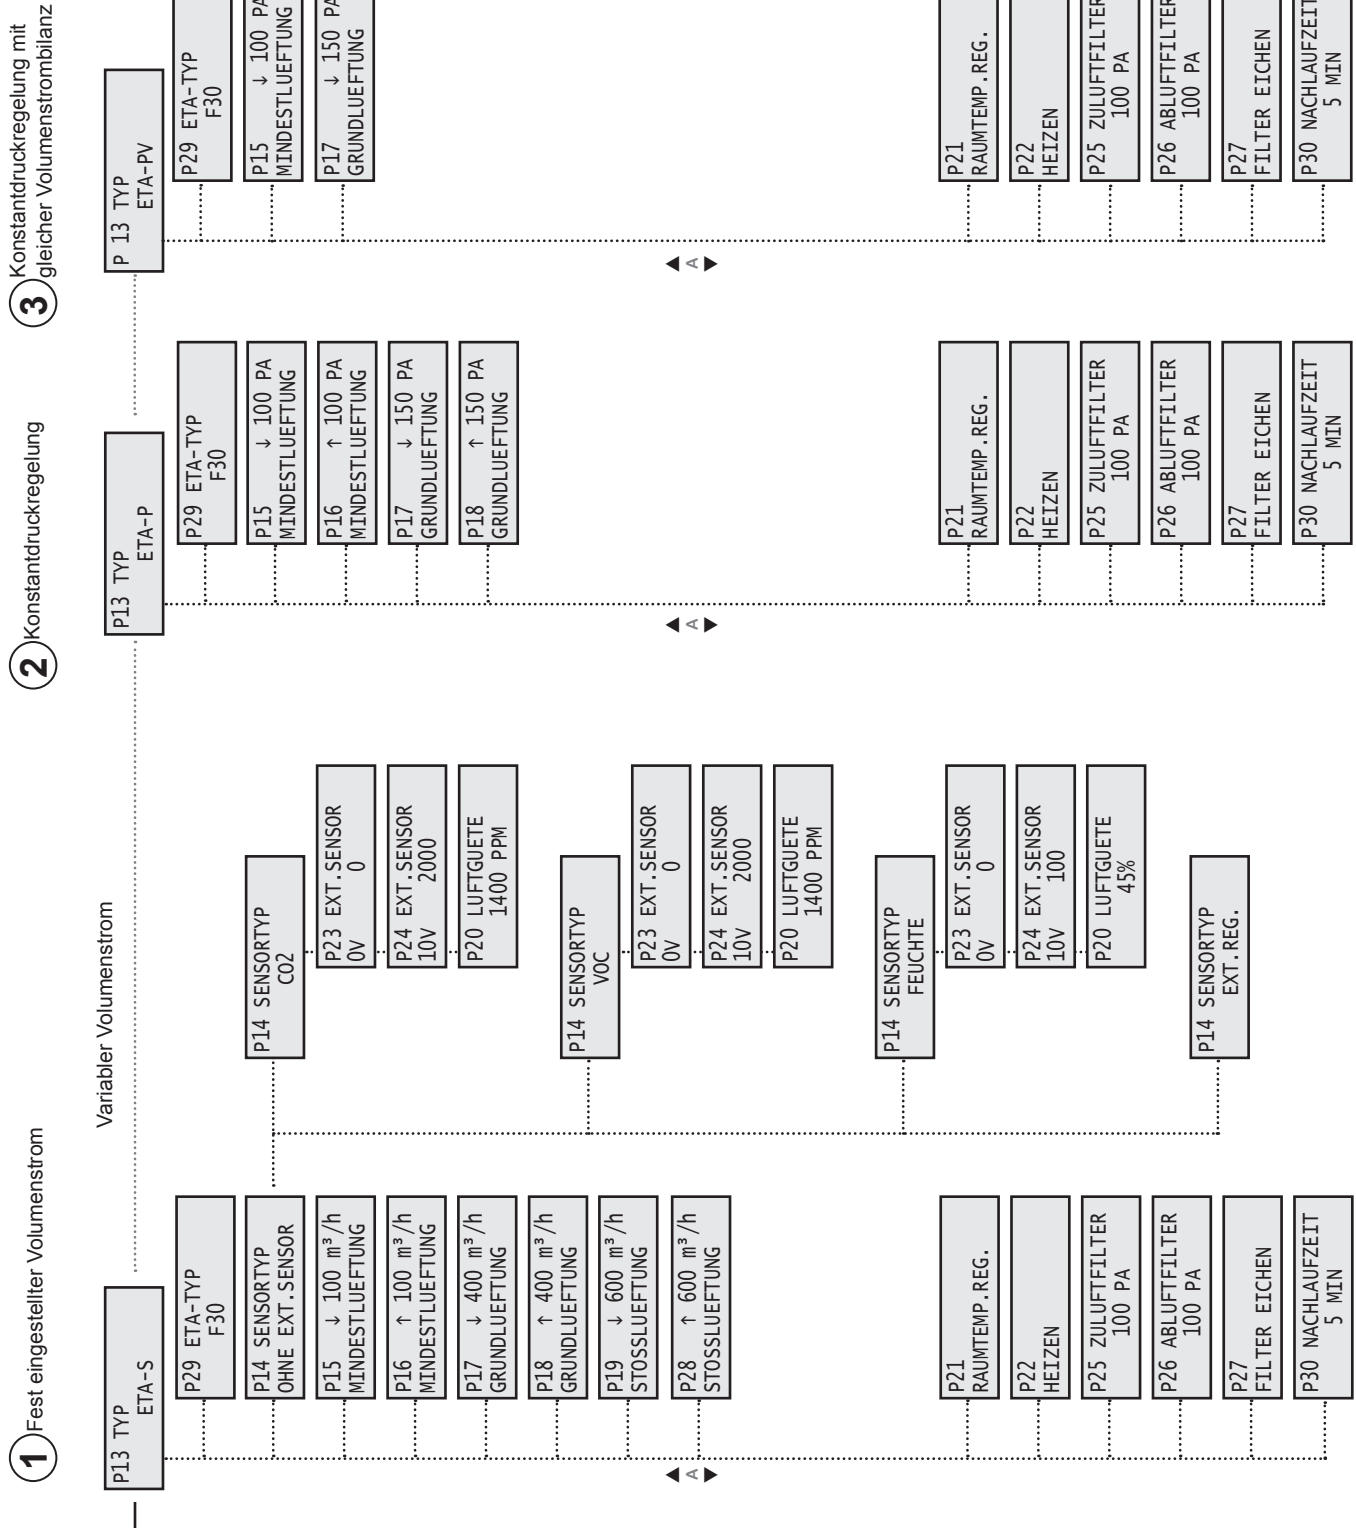 1 Fest eingestellter Volumenstrom
P13 TYP
ETA-S
P29 ETA-TYP
F30
P14 SENSORTYP
OHNE EXT.SENSOR
P15 ↓ 100 m³/h
MINDESTLUEFTUNG
P16 ↑ 100 m³/h
MINDESTLUEFTUNG
P17 ↓ 400 m³/h
GRUNDLUEFTUNG
P18 ↑ 400 m³/h
GRUNDLUEFTUNG
P19 ↓ 600 m³/h
STOSSLUEFTUNG
P28 ↑ 600 m³/h
STOSSLUEFTUNG
◀ A ▶
P21
RAUMTEMP.REG.
P22
HEIZEN
P25 ZULUFTFILTER
100 PA
P26 ABLUFTFILTER
100 PA
P27
FILTER EICHEN
P30 NACHLAUFZEIT
5 MIN
Variabler Volumenstrom
P14 SENSORTYP
CO2
P23 EXT.SENSOR
0V 0
P24 EXT.SENSOR
10V 2000
P20 LUFTGUETE
1400 PPM
P14 SENSORTYP
VOC
P23 EXT.SENSOR
0V 0
P24 EXT.SENSOR
10V 2000
P20 LUFTGUETE
1400 PPM
P14 SENSORTYP
FEUCHTE
P23 EXT.SENSOR
0V 0
P24 EXT.SENSOR
10V 100
P20 LUFTGUETE
45%
P14 SENSORTYP
EXT.REG.
2 Konstantdruckregelung
P13 TYP
ETA-P
P29 ETA-TYP
F30
P15 ↓ 100 PA
MINDESTLUEFTUNG
P16 ↑ 100 PA
MINDESTLUEFTUNG
P17 ↓ 150 PA
GRUNDLUEFTUNG
P18 ↑ 150 PA
GRUNDLUEFTUNG
◀ A ▶
P21
RAUMTEMP.REG.
P22
HEIZEN
P25 ZULUFTFILTER
100 PA
P26 ABLUFTFILTER
100 PA
P27
FILTER EICHEN
P30 NACHLAUFZEIT
5 MIN
3 Konstantdruckregelung mit
gleicher Volumenstrombilanz
P 13 TYP
ETA-PV
P29 ETA-TYP
F30
P15 ↓ 100 PA
MINDESTLUEFTUNG
P17 ↓ 150 PA
GRUNDLUEFTUNG
◀ A ▶
P21
RAUMTEMP.REG.
P22
HEIZEN
P25 ZULUFTFILTER
100 PA
P26 ABLUFTFILTER
100 PA
P27
FILTER EICHEN
P30 NACHLAUFZEIT
5 MIN